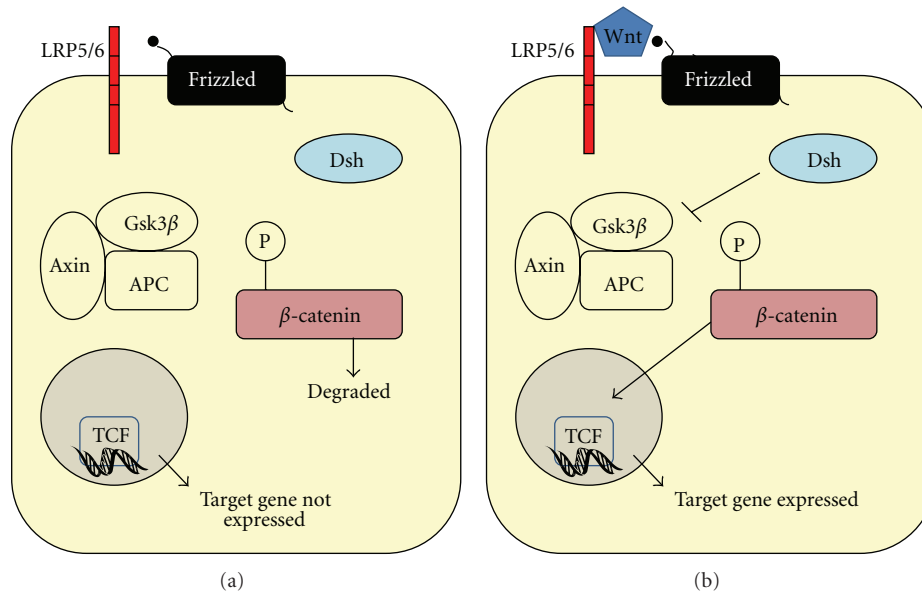 LRP5/6
Frizzled
Dsh
Gsk3β
Axin
APC
P
β-catenin
Degraded
TCF
Target gene not
expressed
(a)
Wnt
LRP5/6
Frizzled
Dsh
Gsk3β
Axin
APC
P
β-catenin
TCF
Target gene expressed
(b)